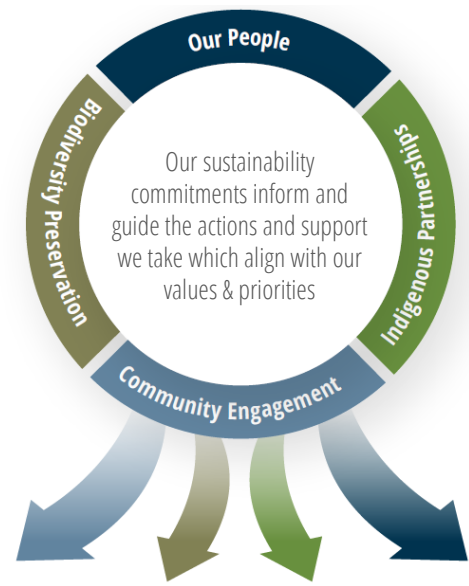 Our People
Biodiversity Preservation
Indigenous Partnerships
Our sustainability
commitments inform and
guide the actions and support
we take which align with our
values & priorities
Community Engagement